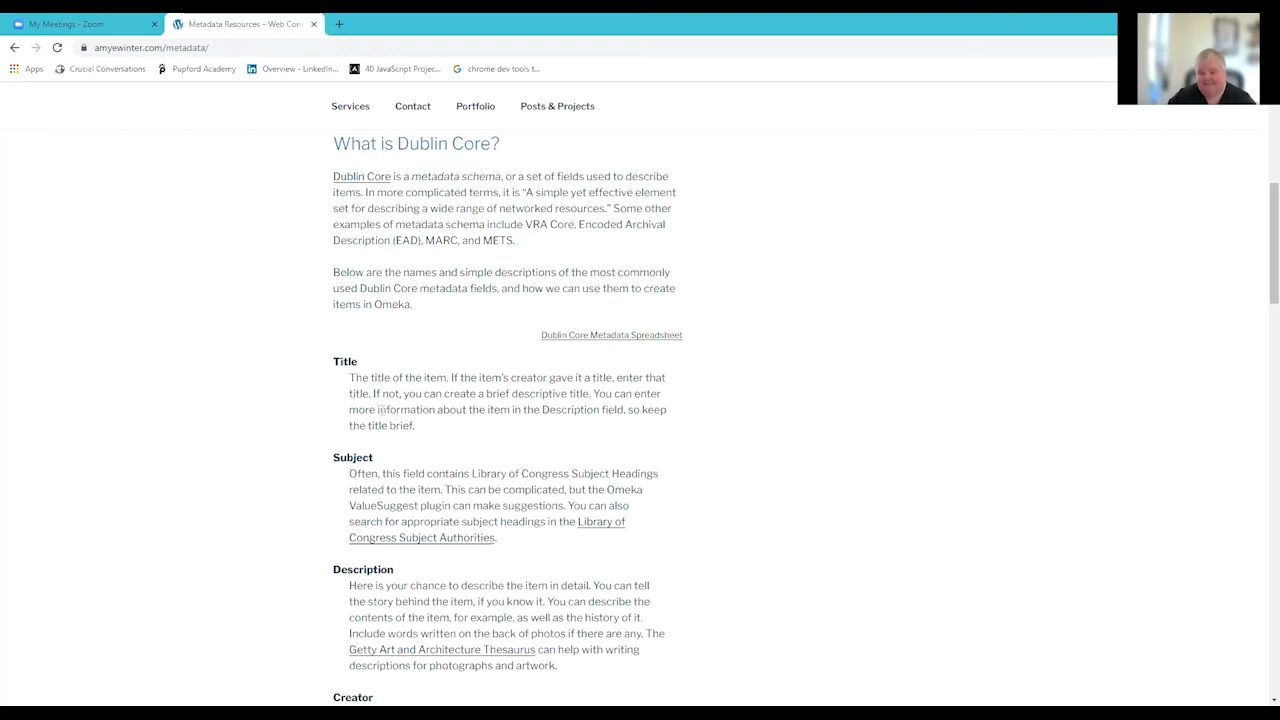 My Meetings - Zoom
Metadata Resources – Web Con
amyewinter.com/metadata/
Apps
Crucial Conversations
Pupford Academy
Overview - LinkedIn...
40 JavaScript Projec...
chrome dev tools t...
Services
Contact
Portfolio
Posts & Projects
What is Dublin Core?
Dublin Core is a metadata schema, or a set of fields used to describe
items. In more complicated terms, it is “A simple yet effective element
set for describing a wide range of networked resources.” Some other
examples of metadata schema include VRA Core, Encoded Archival
Description (EAD), MARC, and METS.
Below are the names and simple descriptions of the most commonly
used Dublin Core metadata fields, and how we can use them to create
items in Omeka.
Dublin Core Metadata Spreadsheet
Title
The title of the item. If the item’s creator gave it a title, enter that
title. If not, you can create a brief descriptive title. You can enter
more information about the item in the Description field, so keep
the title brief.
Subject
Often, this field contains Library of Congress Subject Headings
related to the item. This can be complicated, but the Omeka
ValueSuggest plugin can make suggestions. You can also
search for appropriate subject headings in the Library of
Congress Subject Authorities.
Description
Here is your chance to describe the item in detail. You can tell
the story behind the item, if you know it. You can describe the
contents of the item, for example, as well as the history of it.
Include words written on the back of photos if there are any. The
Getty Art and Architecture Thesaurus can help with writing
descriptions for photographs and artwork.
Creator